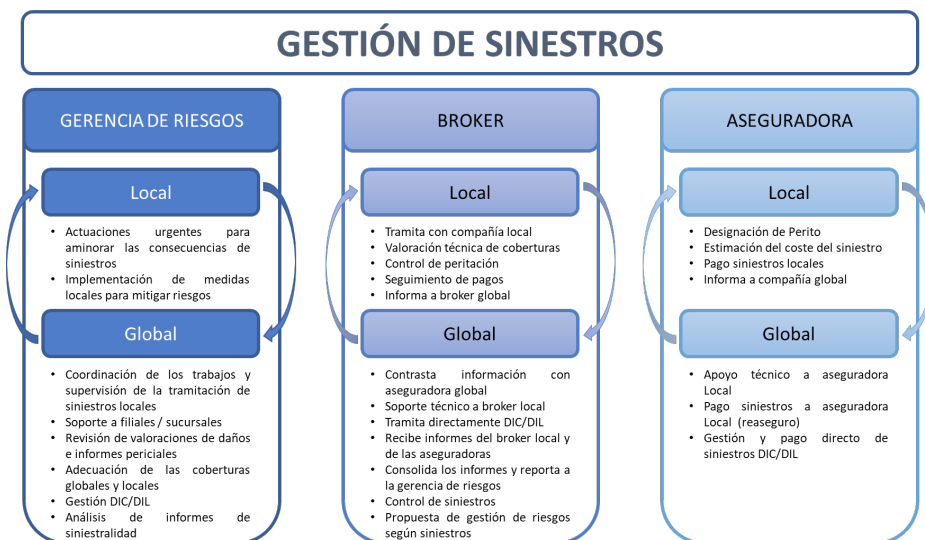 GESTIÓN DE SINESTROS
GERENCIA DE RIESGOS
Local
• Actuaciones urgentes para
aminorar las consecuencias de
siniestros
• Implementación de medidas
locales para mitigar riesgos
Global
• Coordinación de los trabajos y
supervisión de la tramitación de
siniestros locales
• Soporte a filiales / sucursales
• Revisión de valoraciones de daños
e informes periciales
• Adecuación de las coberturas
globales y locales
• Gestión DIC/DIL
• Análisis de informes de
siniestralidad
BROKER
Local
• Tramita con compañía local
• Valoración técnica de coberturas
• Control de peritación
• Seguimiento de pagos
• Informa a broker global
Global
• Contrasta información con
aseguradora global
• Soporte técnico a broker local
• Tramita directamente DIC/DIL
• Recibe informes del broker local y
de las aseguradoras
• Consolida los informes y reporta a
la gerencia de riesgos
• Control de siniestros
• Propuesta de gestión de riesgos
según siniestros
ASEGURADORA
Local
• Designación de Perito
• Estimación del coste del siniestro
• Pago siniestros locales
• Informa a compañía global
Global
• Apoyo técnico a aseguradora
Local
• Pago siniestros a aseguradora
Local (reaseguro)
• Gestión y pago directo de
siniestros DIC/DIL